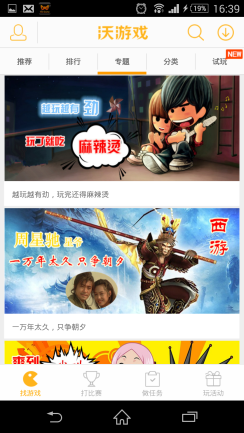 19%
16:39
沃游戏
推荐
排行
专题
分类
试玩
NEW
越玩越有劲
玩了就吃
麻辣烫
越玩越有劲，玩完还得麻辣烫
周星驰
西游
一万年太久 只争朝夕
一万年太久，只争朝夕
找游戏
打比赛
做任务
玩活动